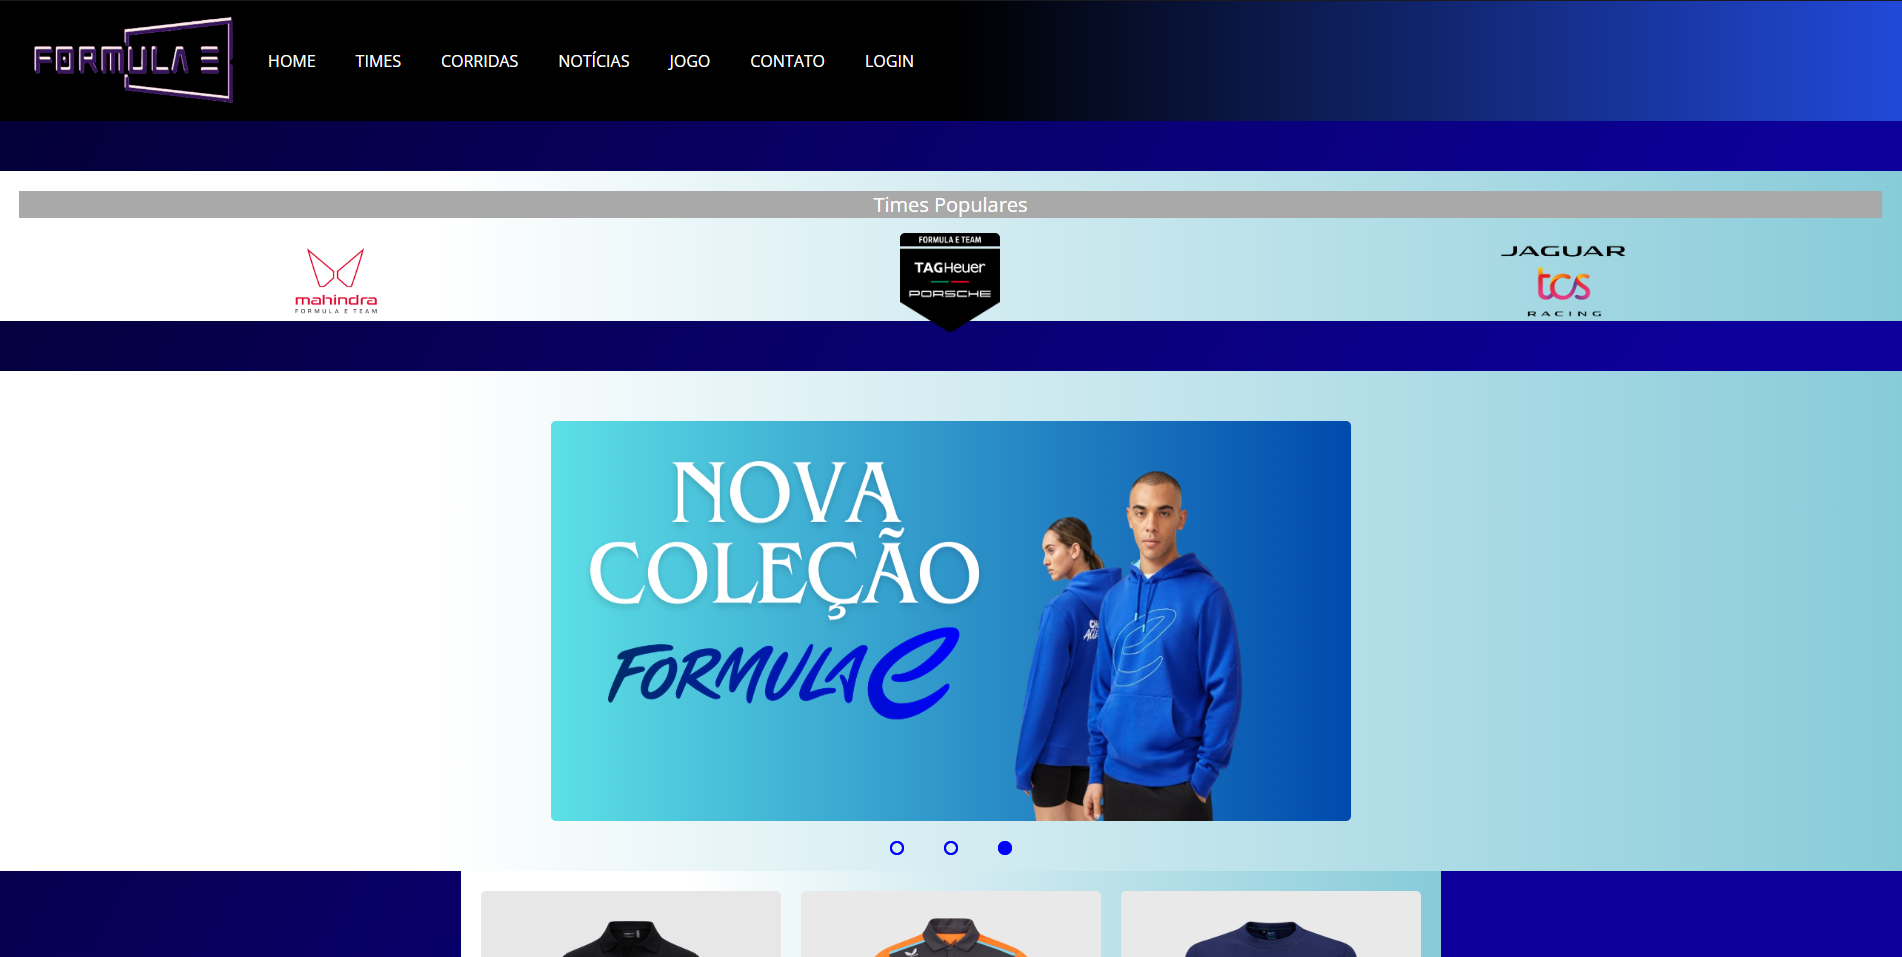 FORMULA E
HOME TIMES CORRIDAS NOTÍCIAS JOGO CONTATO LOGIN
Times Populares
mahindra
FORMULA E TEAM
FORMULA E TEAM
TAGHeuer
PORSCHE
JAGUAR
tcs
RACING
NOVA
COLEÇÃO
FORMULA e